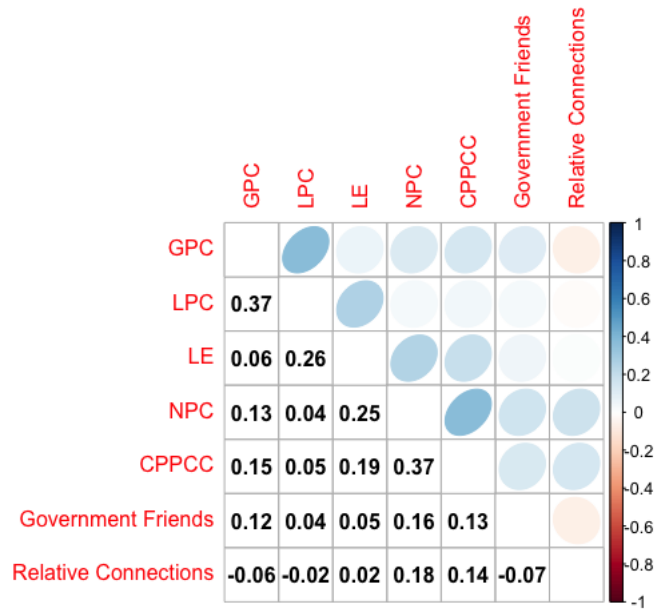 GPC
LPC
LE
NPC
CPPCC
Government Friends
Relative Connections
GPC
LPC 0.37
LE 0.06 0.26
NPC 0.13 0.04 0.25
CPPCC 0.15 0.05 0.19 0.37
Government Friends 0.12 0.04 0.05 0.16 0.13
Relative Connections -0.06 -0.02 0.02 0.18 0.14 -0.07
1
0.8
0.6
0.4
0.2
0
-0.2
-0.4
-0.6
-0.8
-1